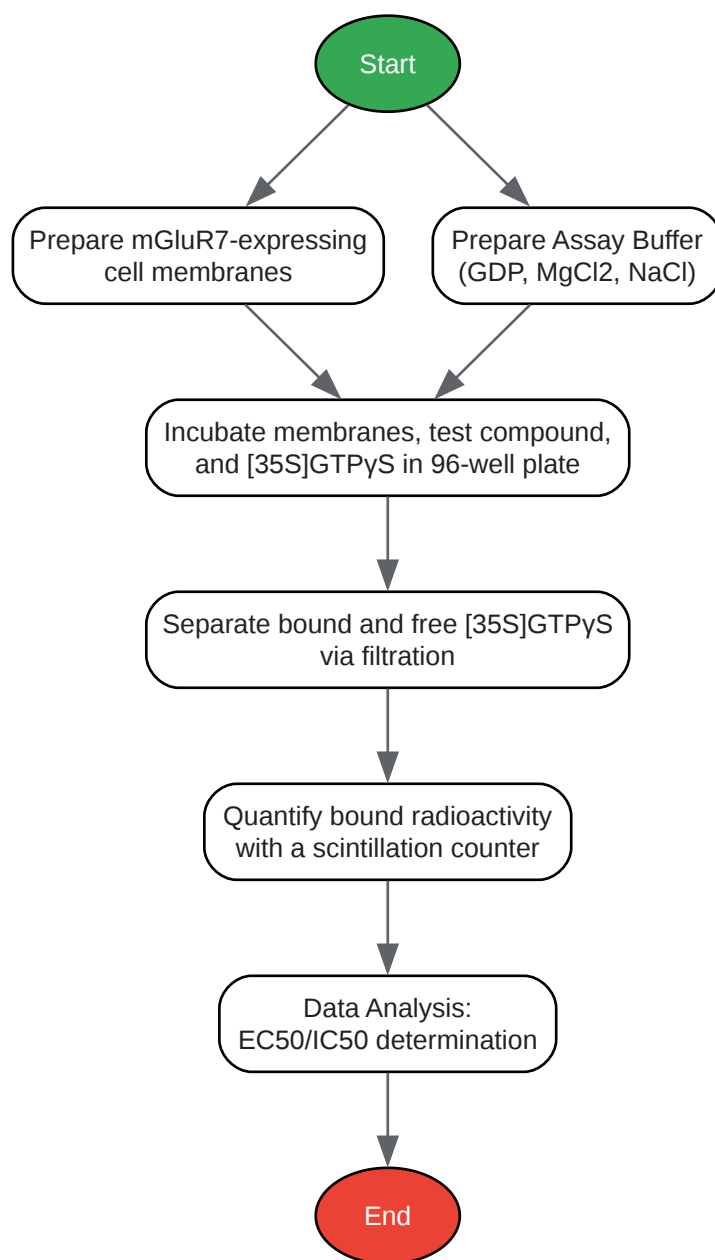 Start
Prepare mGluR7-expressing
cell membranes
Prepare Assay Buffer
(GDP, MgCl2, NaCl)
Incubate membranes, test compound,
and [35S]GTPγS in 96-well plate
Separate bound and free [35S]GTPγS
via filtration
Quantify bound radioactivity
with a scintillation counter
Data Analysis:
EC50/IC50 determination
End